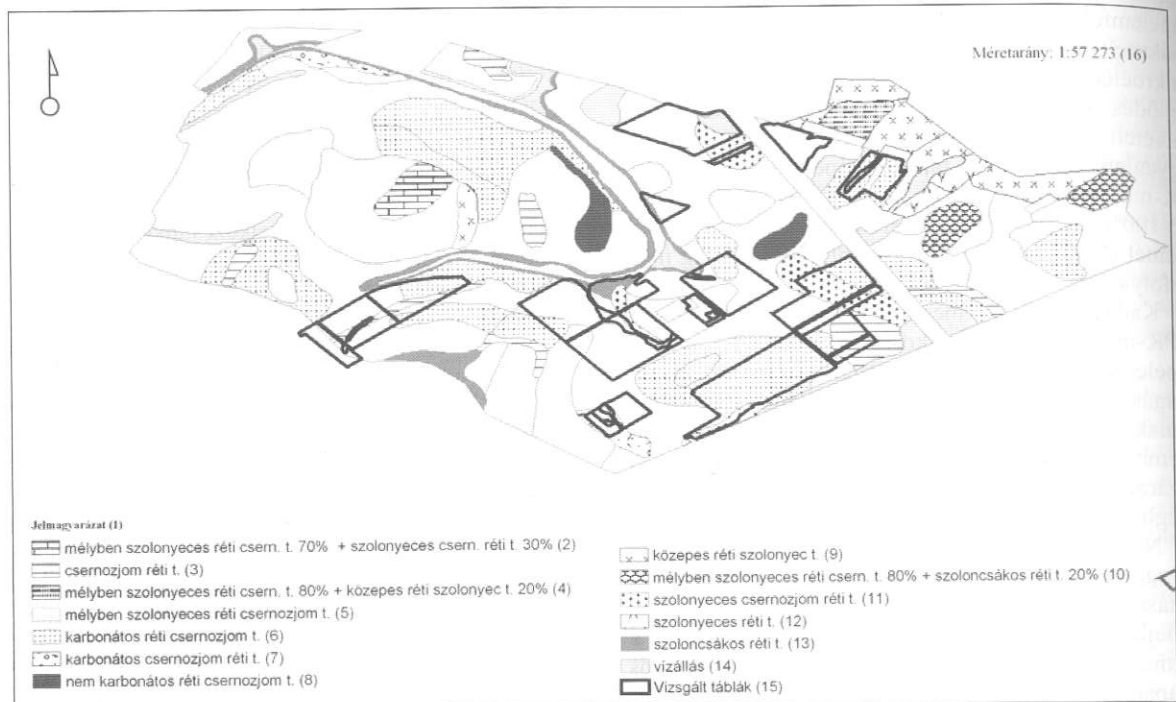 Méretarány: 1:57 273 (16)
Jelmagyarázat (1)
mélyben szolonyeces réti csern. t. 70% + szolonyeces csern. réti t. 30% (2)
csernozjom réti t. (3)
mélyben szolonyeces réti csern. t. 80% + közepes réti szolonyec t. 20% (4)
mélyben szolonyeces réti csernozjom t. (5)
karbonátos réti csernozjom t. (6)
karbonátos csernozjom réti t. (7)
nem karbonátos réti csernozjom t. (8)
közepes réti szolonyec t. (9)
mélyben szolonyeces réti csern. t. 80% + szoloncsákos réti t. 20% (10)
szolonyeces csernozjom réti t. (11)
szolonyeces réti t. (12)
szoloncsákos réti t. (13)
vízállás (14)
Vizsgált táblák (15)